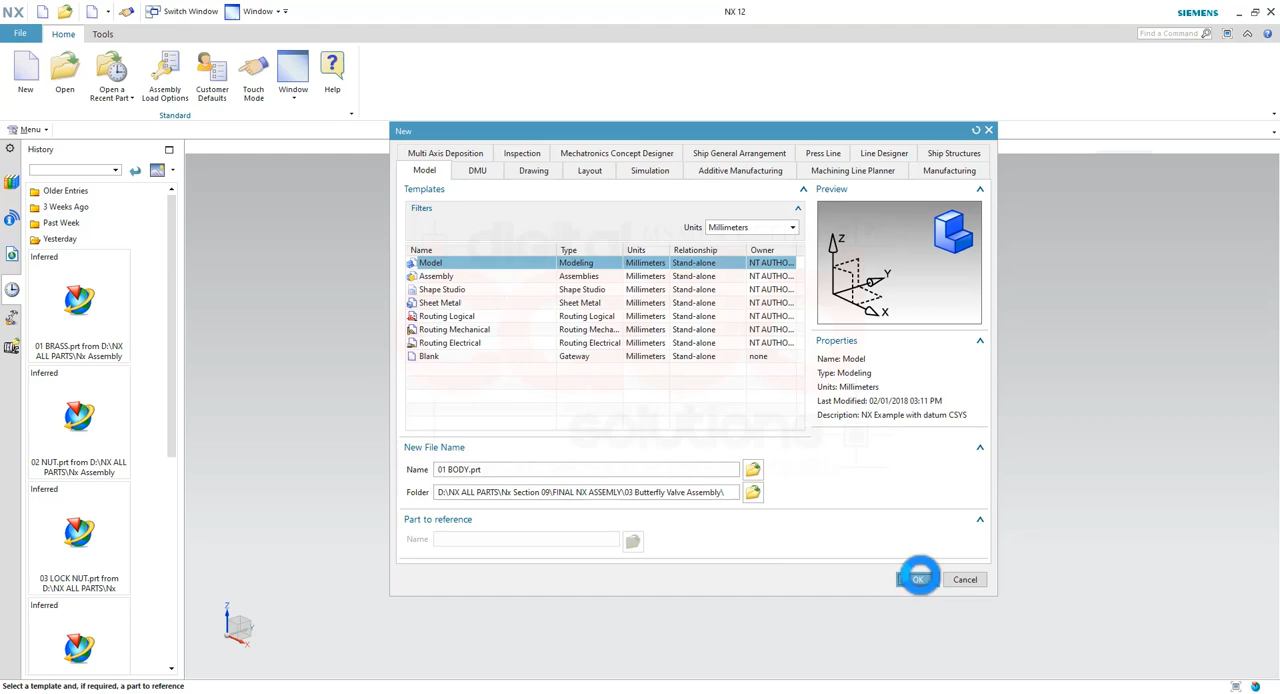 NX
Switch Window
Window
NX 12
SIEMENS
File
Home
Tools
Find a Command
New
Open
Open a
Recent Part
Assembly
Load Options
Customer
Defaults
Touch
Mode
Window
Help
Standard
Menu
History
Older Entries
3 Weeks Ago
Past Week
Yesterday
Inferred
01 BRASS.prt from D:\NX
ALL PARTS\Nx Assembly
Inferred
02 NUT.prt from D:\NX ALL
PARTS\Nx Assembly
Inferred
03 LOCK NUT.prt from
D:\NX ALL PARTS\Nx
Inferred
New
Multi Axis Deposition
Inspection
Mechatronics Concept Designer
Ship General Arrangement
Press Line
Line Designer
Ship Structures
Model
DMU
Drawing
Layout
Simulation
Additive Manufacturing
Machining Line Planner
Manufacturing
Templates
Filters
Units Millimeters
Name Type Units Relationship Owner
Model Modeling Millimeters Stand-alone NT AUTHO...
Assembly Assemblies Millimeters Stand-alone NT AUTHO...
Shape Studio Shape Studio Millimeters Stand-alone NT AUTHO...
Sheet Metal Sheet Metal Millimeters Stand-alone NT AUTHO...
Routing Logical Routing Logical Millimeters Stand-alone NT AUTHO...
Routing Mechanical Routing Mecha... Millimeters Stand-alone NT AUTHO...
Routing Electrical Routing Electrical Millimeters Stand-alone NT AUTHO...
Blank Gateway Millimeters Stand-alone none
Preview
Z
Y
X
Properties
Name: Model
Type: Modeling
Units: Millimeters
Last Modified: 02/01/2018 03:11 PM
Description: NX Example with datum CSYS
solutions
New File Name
Name 01 BODY.prt
Folder D:\NX ALL PARTS\Nx Section 09\FINAL NX ASSEMLY\03 Butterfly Valve Assembly\
Part to reference
Name
OK
Cancel
Z
Y
X
Select a template and, if required, a part to reference